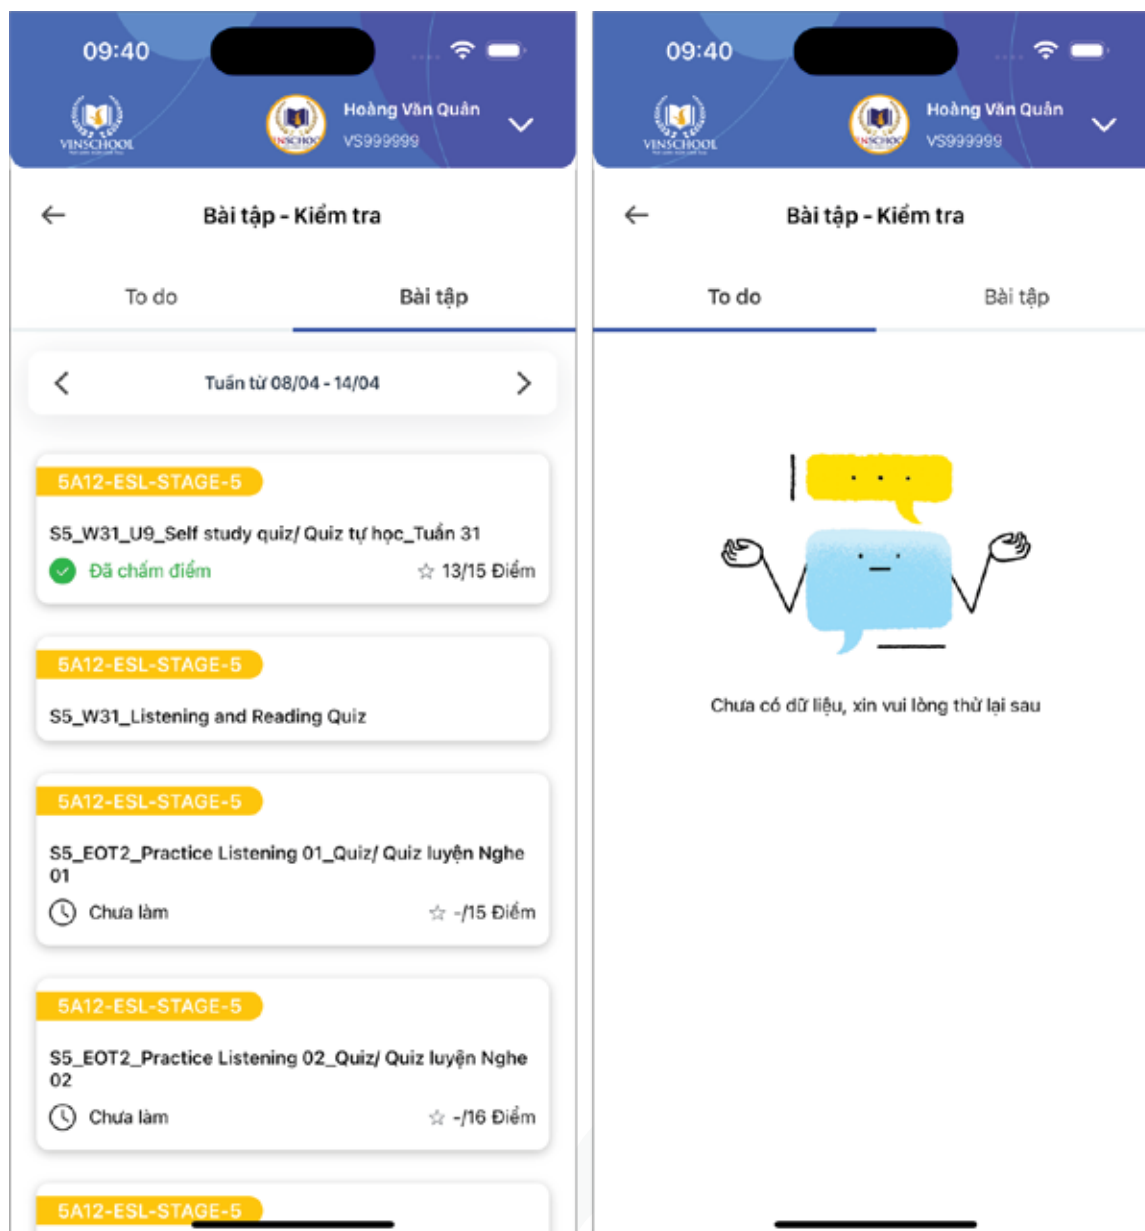 09:40
VINSCHOOL
Hoàng Văn Quân
VS999999
Bài tập - Kiểm tra
To do
Bài tập
Tuần từ 08/04 - 14/04
5A12-ESL-STAGE-5
S5_W31_U9_Self study quiz/ Quiz tự học_Tuần 31
Đã chấm điểm
13/15 Điểm
5A12-ESL-STAGE-5
S5_W31_Listening and Reading Quiz
5A12-ESL-STAGE-5
S5_EOT2_Practice Listening 01_Quiz/ Quiz luyện Nghe
01
Chưa làm
-/15 Điểm
5A12-ESL-STAGE-5
S5_EOT2_Practice Listening 02_Quiz/ Quiz luyện Nghe
02
Chưa làm
-/16 Điểm
5A12-ESL-STAGE-5
09:40
VINSCHOOL
Hoàng Văn Quân
VS999999
Bài tập - Kiểm tra
To do
Bài tập
Chưa có dữ liệu, xin vui lòng thử lại sau